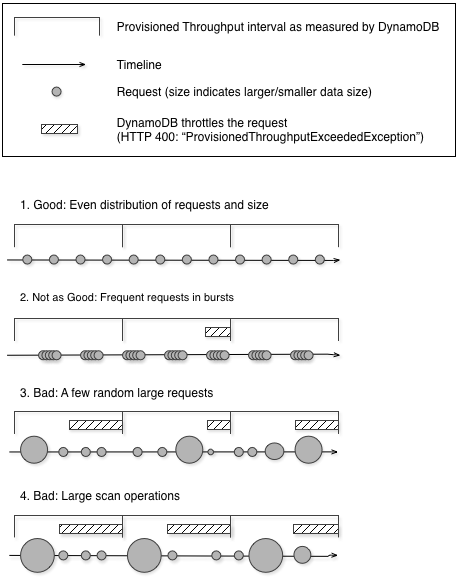 Provisioned Throughput interval as measured by DynamoDB
Timeline
Request (size indicates larger/smaller data size)
DynamoDB throttles the request
(HTTP 400: “ProvisionedThroughputExceededException”)
1. Good: Even distribution of requests and size
2. Not as Good: Frequent requests in bursts
3. Bad: A few random large requests
4. Bad: Large scan operations